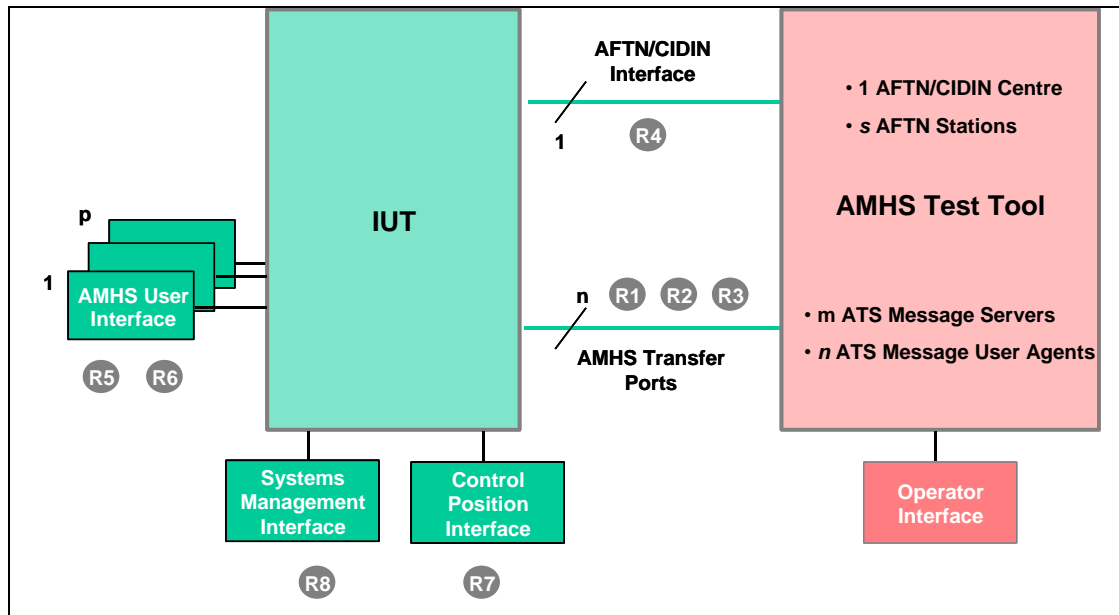 AFTN/CIDIN
Interface
1
R4
• 1 AFTN/CIDIN Centre
• s AFTN Stations
IUT
AMHS Test Tool
p
1
AMHS User
Interface
R5 R6
n
R1 R2 R3
AMHS Transfer
Ports
• m ATS Message Servers
• n ATS Message User Agents
Systems
Management
Interface
R8
Control
Position
Interface
R7
Operator
Interface